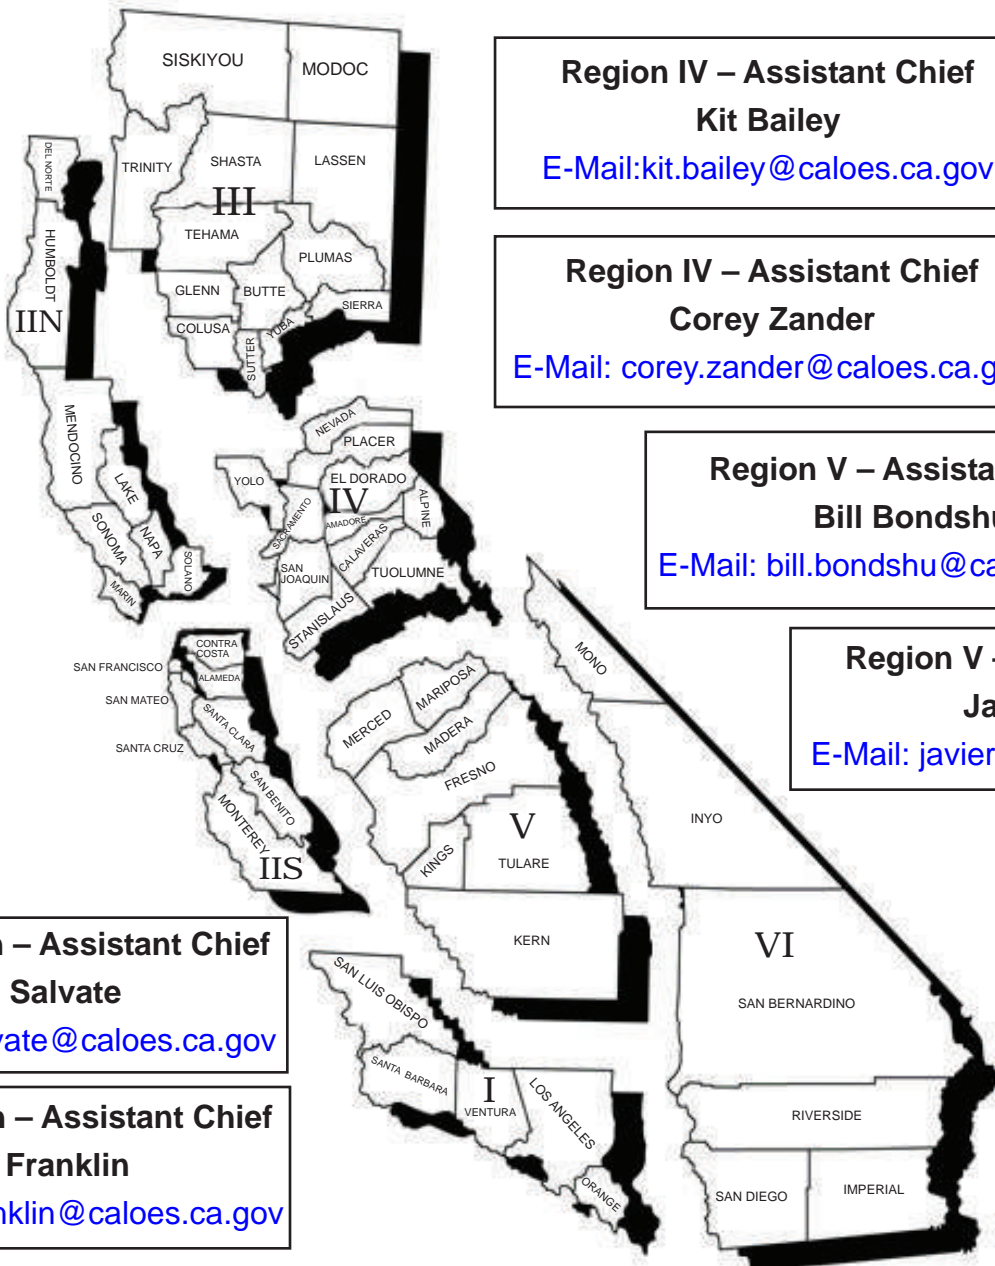 SISKIYOU
MODOC
TRINITY
SHASTA
LASSEN
III
TEHAMA
PLUMAS
GLENN
BUTTE
SIERRA
COLUSA
YUBA
SUTTER
DEL NORTE
HUMBOLDT
IIN
MENDOCINO
LAKE
SONOMA
NAPA
SOLANO
MARIN
NEVADA
PLACER
YOLO
EL DORADO
IV
SACRAMENTO
AMADORE
ALPINE
CALAVERAS
SAN
JOAQUIN
TUOLUMNE
STANISLAUS
CONTRA
COSTA
SAN FRANCISCO
ALAMEDA
SAN MATEO
SANTA CLARA
SANTA CRUZ
SAN BENITO
MONTEREY
IIS
MARIPOSA
MERCED
MADERA
FRESNO
V
KINGS
TULARE
KERN
MONO
INYO
VI
SAN BERNARDINO
RIVERSIDE
SAN DIEGO
IMPERIAL
SAN LUIS OBISPO
SANTA BARBARA
I
VENTURA
LOS ANGELES
ORANGE
Region IV – Assistant Chief
Kit Bailey
E-Mail:kit.bailey@caloes.ca.gov
Region IV – Assistant Chief
Corey Zander
E-Mail: corey.zander@caloes.ca.g
Region V – Assista
Bill Bondshu
E-Mail: bill.bondshu@ca
Region V –
Ja
E-Mail: javier
– Assistant Chief
Salvate
vate@caloes.ca.gov
– Assistant Chief
Franklin
nklin@caloes.ca.gov